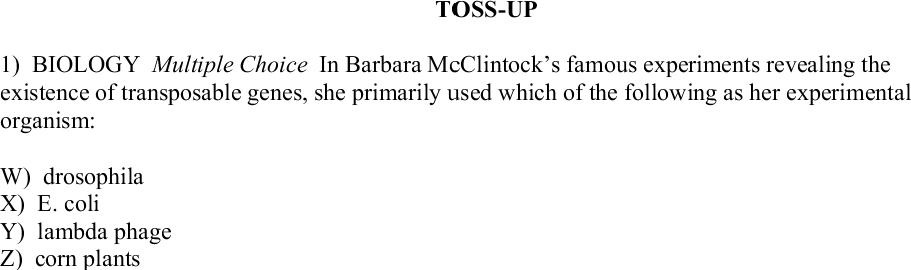 TOSS-UP
1) BIOLOGY Multiple Choice In Barbara McClintock's famous experiments revealing the
existence of transposable genes, she primarily used which of the following as her experimental
organism:
W) drosophila
X) E. coli
Y) lambda phage
Z) corn plants